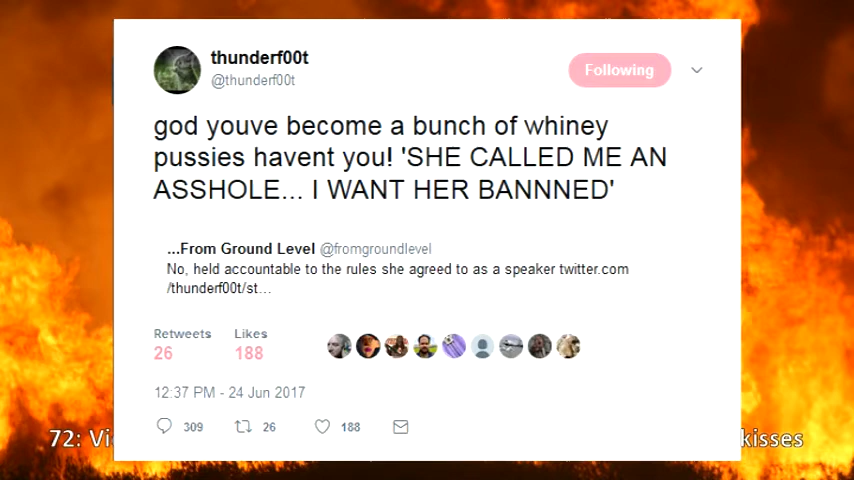 thunderf00t
@thunderf00t
Following
god youve become a bunch of whiney
pussies havent you! 'SHE CALLED ME AN
ASSHOLE... I WANT HER BANNNED'
...From Ground Level @fromgroundlevel
No, held accountable to the rules she agreed to as a speaker twitter.com
/thunderf00t/st...
Retweets Likes
26 188
12:37 PM - 24 Jun 2017
309 26 188
72: kisses